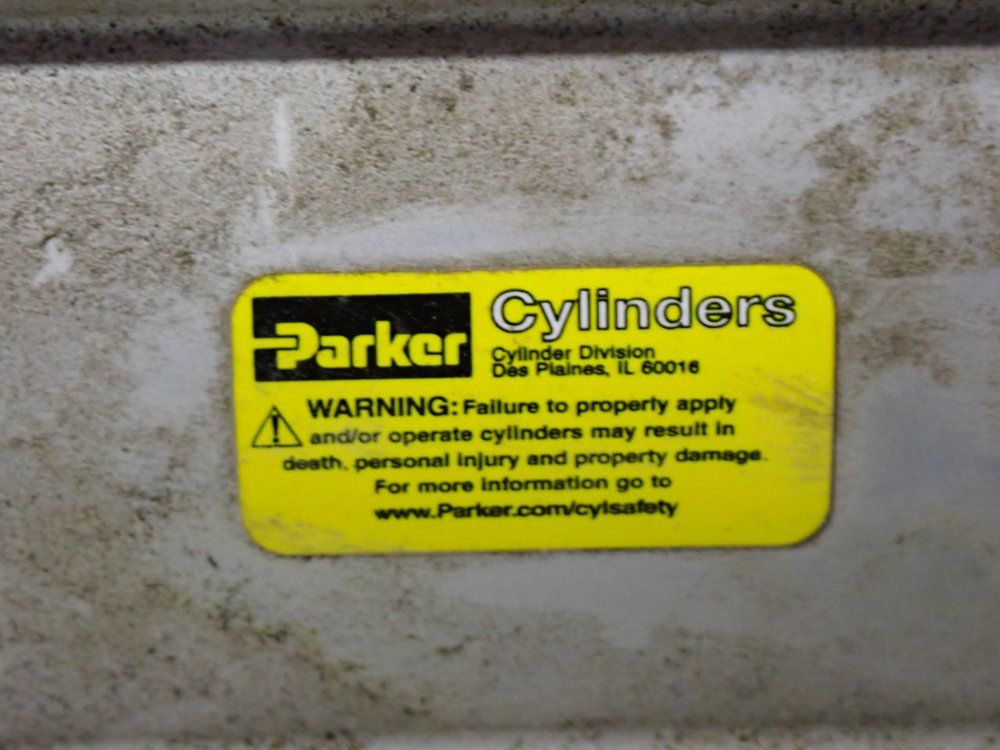 Parker
Cylinders
Cylinder Division
Des Plaines, IL 60016
WARNING: Failure to properly apply
and/or operate cylinders may result in
death, personal injury and property damage.
For more information go to
www.Parker.com/cylsafety